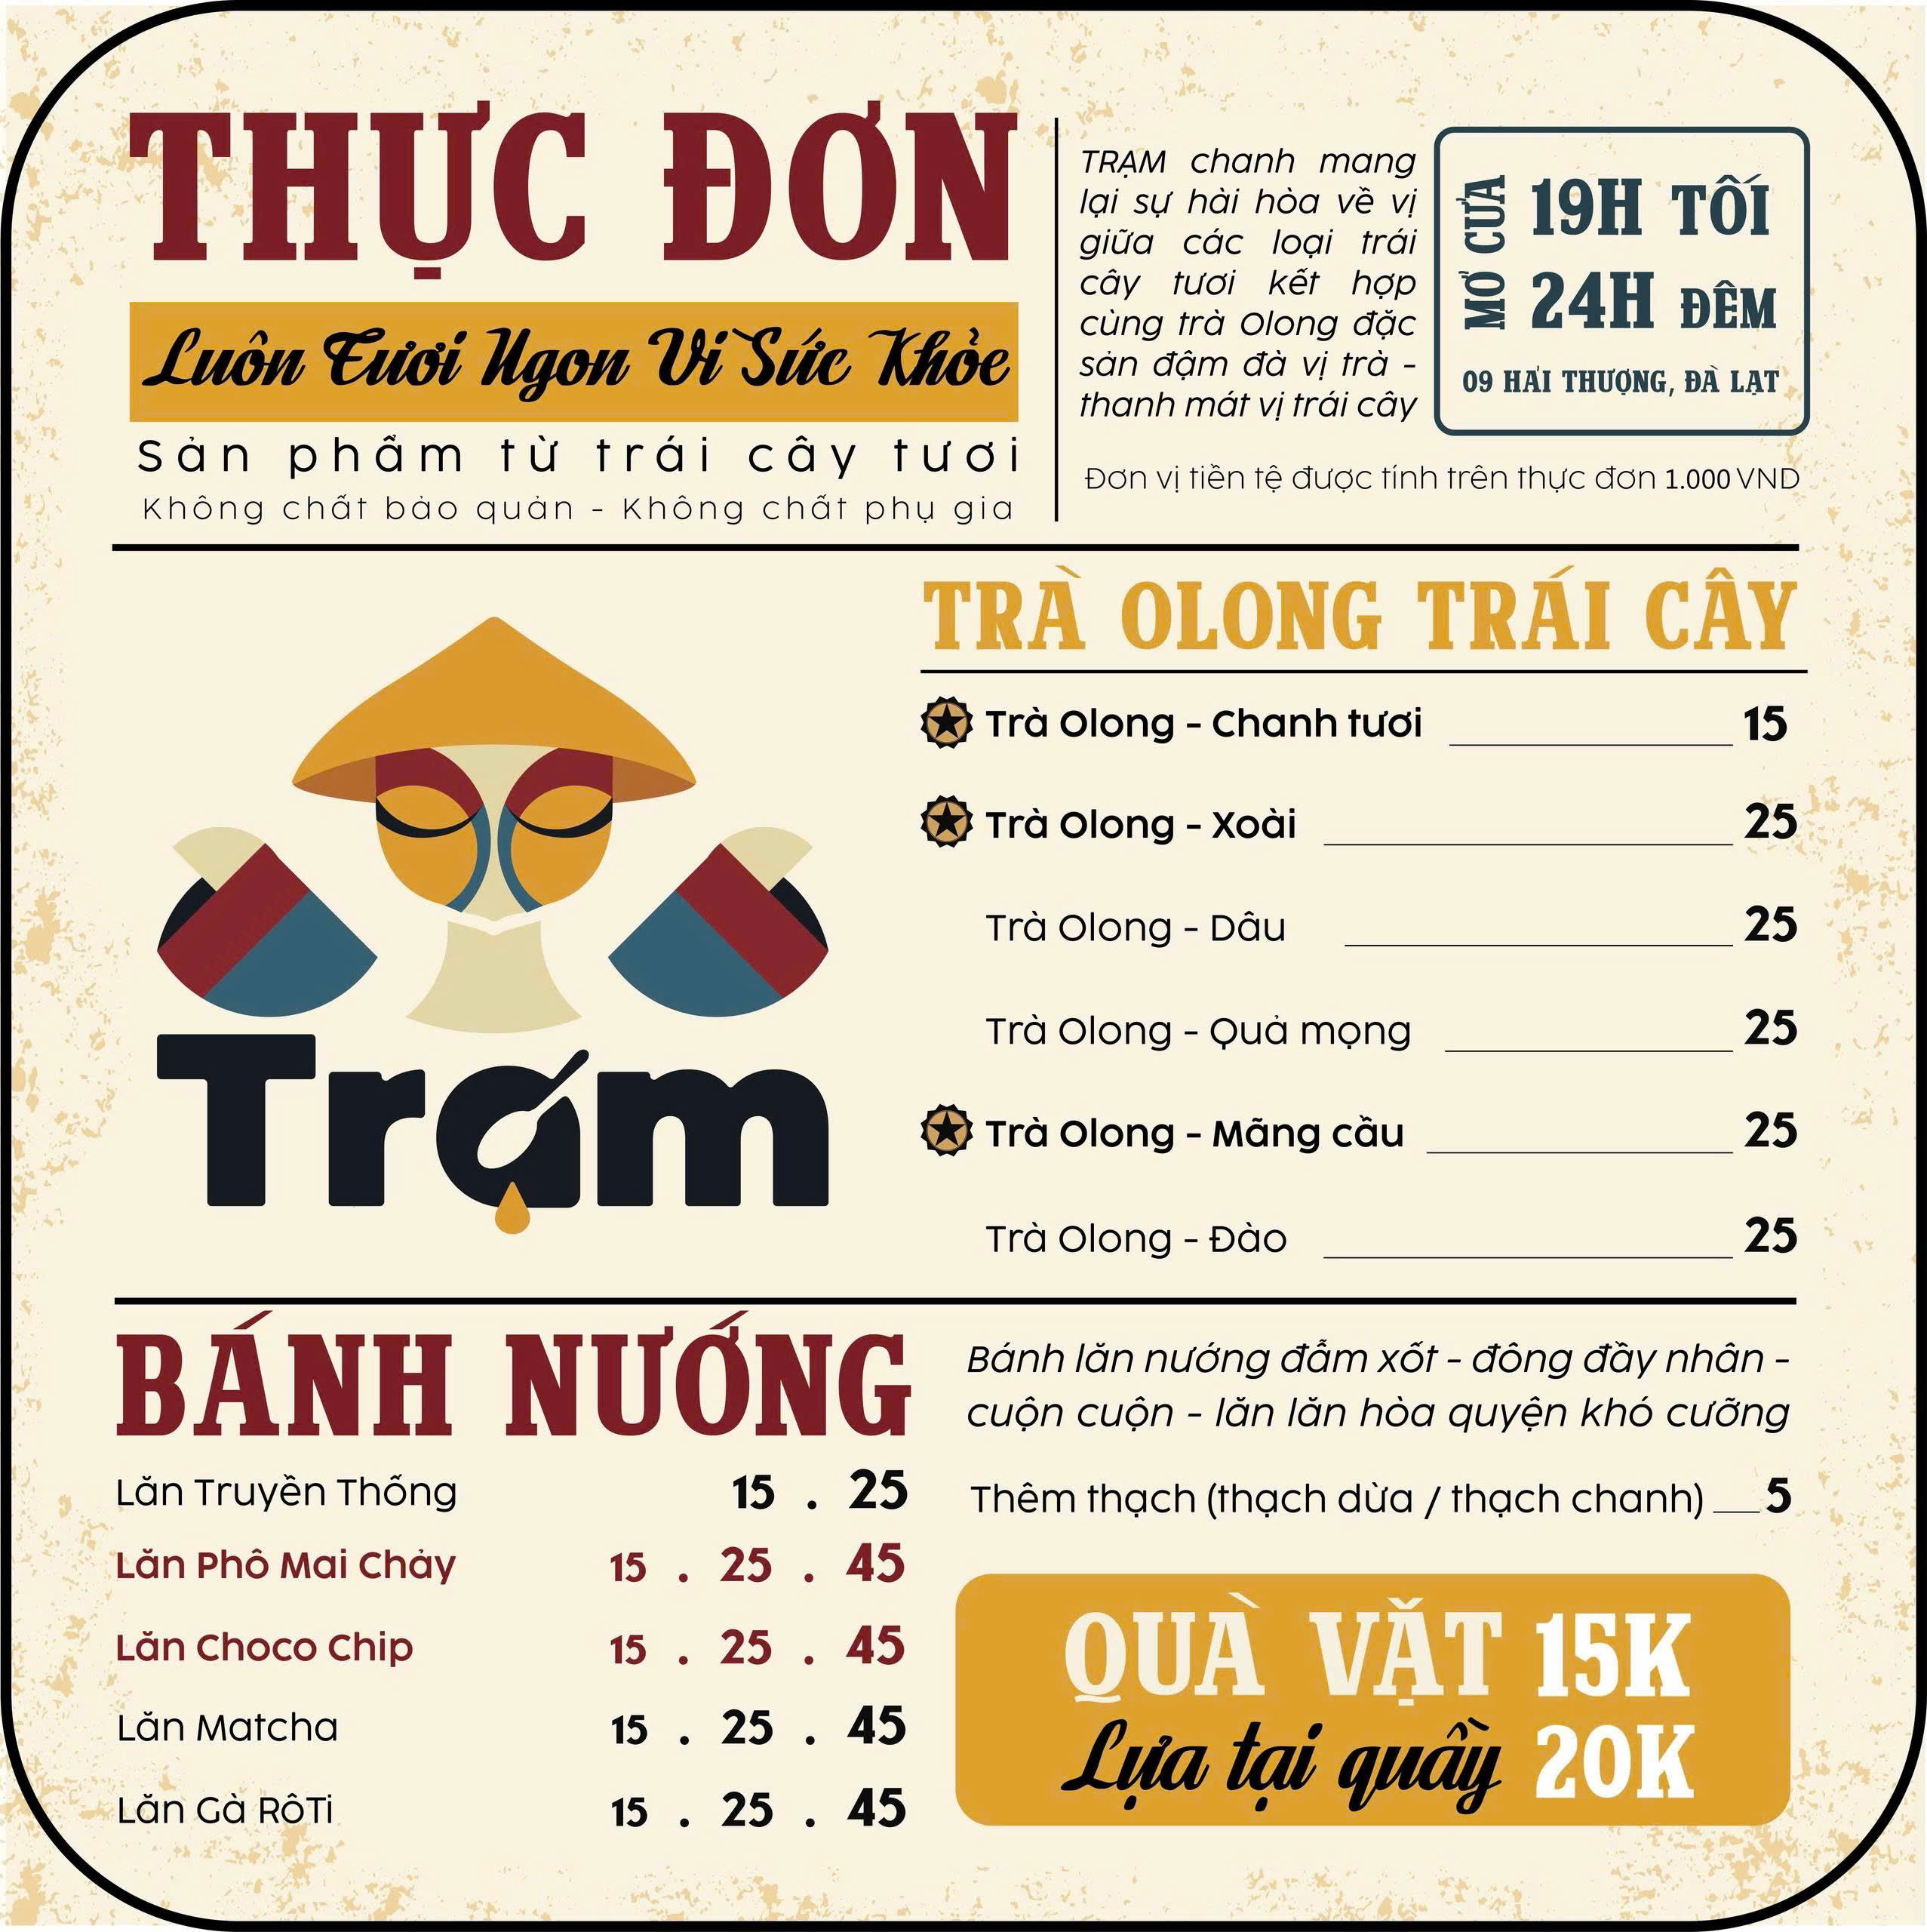 THỰC ĐƠN
Luôn Tươi Ngon Vì Sức Khỏe
Sản phẩm từ trái cây tươi
Không chất bảo quản - Không chất phụ gia
TRẠM chanh mang
lại sự hài hòa về vị
giữa các loại trái
cây tươi kết hợp
cùng trà Olong đặc
sản đậm đà vị trà -
thanh mát vị trái cây
MỞ CỬA
19H TỐI
24H ĐÊM
09 HẢI THƯỢNG, ĐÀ LẠT
Đơn vị tiền tệ được tính trên thực đơn 1.000 VND
Trạm
TRÀ OLONG TRÁI CÂY
Trà Olong - Chanh tươi 15
Trà Olong - Xoài 25
Trà Olong - Dâu 25
Trà Olong - Quả mọng 25
Trà Olong - Mãng cầu 25
Trà Olong - Đào 25
BÁNH NƯỚNG
Lăn Truyền Thống 15 . 25
Lăn Phô Mai Chảy 15 . 25 . 45
Lăn Choco Chip 15 . 25 . 45
Lăn Matcha 15 . 25 . 45
Lăn Gà RôTi 15 . 25 . 45
Bánh lăn nướng đẫm xốt - đông đầy nhân -
cuộn cuộn - lăn lăn hòa quyện khó cưỡng
Thêm thạch (thạch dừa / thạch chanh) 5
QUÀ VẶT 15K
Lựa tại quầy 20K